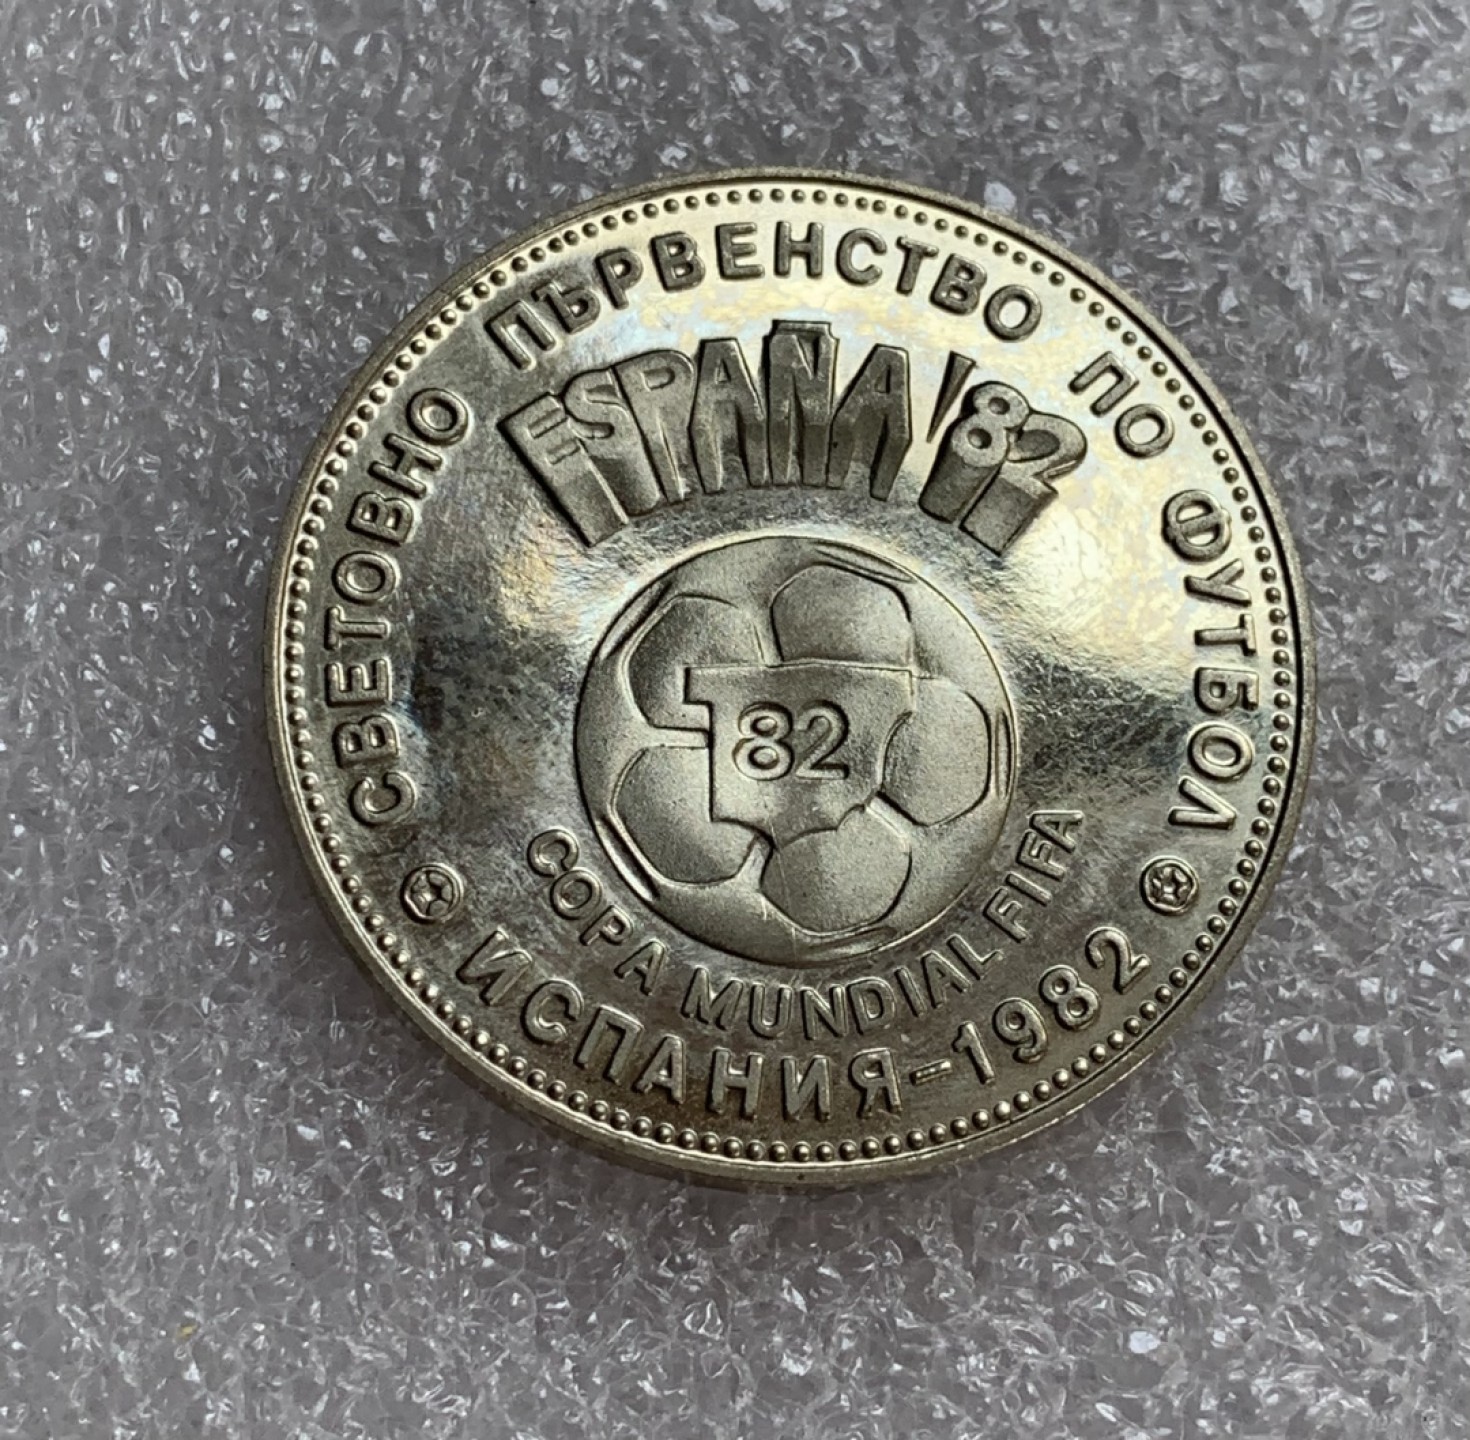 СВЕТОВНО ПЪРВЕНСТВО ПО ФУТБОЛ
ESPAÑA '82
82
COPA MUNDIAL FIFA
ИСПАНИЯ-1982